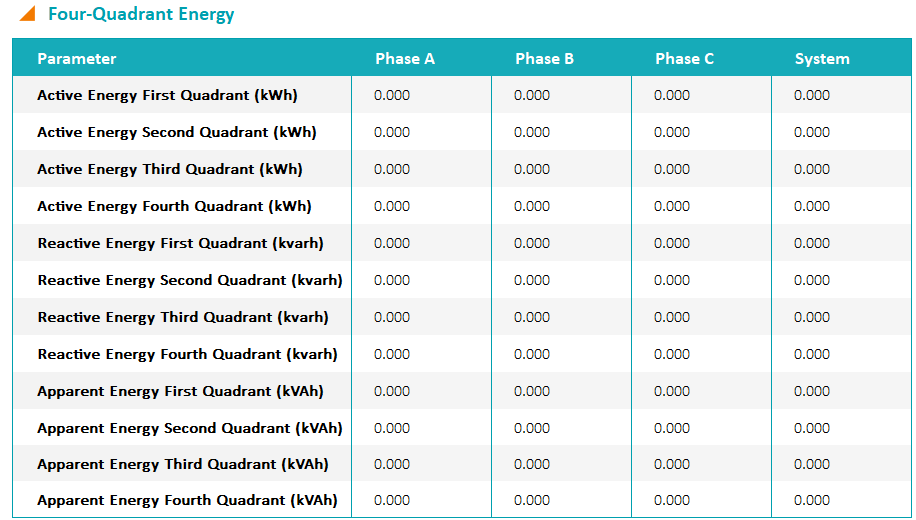 Four-Quadrant Energy
Parameter Phase A Phase B Phase C System
Active Energy First Quadrant (kWh) 0.000 0.000 0.000 0.000
Active Energy Second Quadrant (kWh) 0.000 0.000 0.000 0.000
Active Energy Third Quadrant (kWh) 0.000 0.000 0.000 0.000
Active Energy Fourth Quadrant (kWh) 0.000 0.000 0.000 0.000
Reactive Energy First Quadrant (kvarh) 0.000 0.000 0.000 0.000
Reactive Energy Second Quadrant (kvarh) 0.000 0.000 0.000 0.000
Reactive Energy Third Quadrant (kvarh) 0.000 0.000 0.000 0.000
Reactive Energy Fourth Quadrant (kvarh) 0.000 0.000 0.000 0.000
Apparent Energy First Quadrant (kVAh) 0.000 0.000 0.000 0.000
Apparent Energy Second Quadrant (kVAh) 0.000 0.000 0.000 0.000
Apparent Energy Third Quadrant (kVAh) 0.000 0.000 0.000 0.000
Apparent Energy Fourth Quadrant (kVAh) 0.000 0.000 0.000 0.000